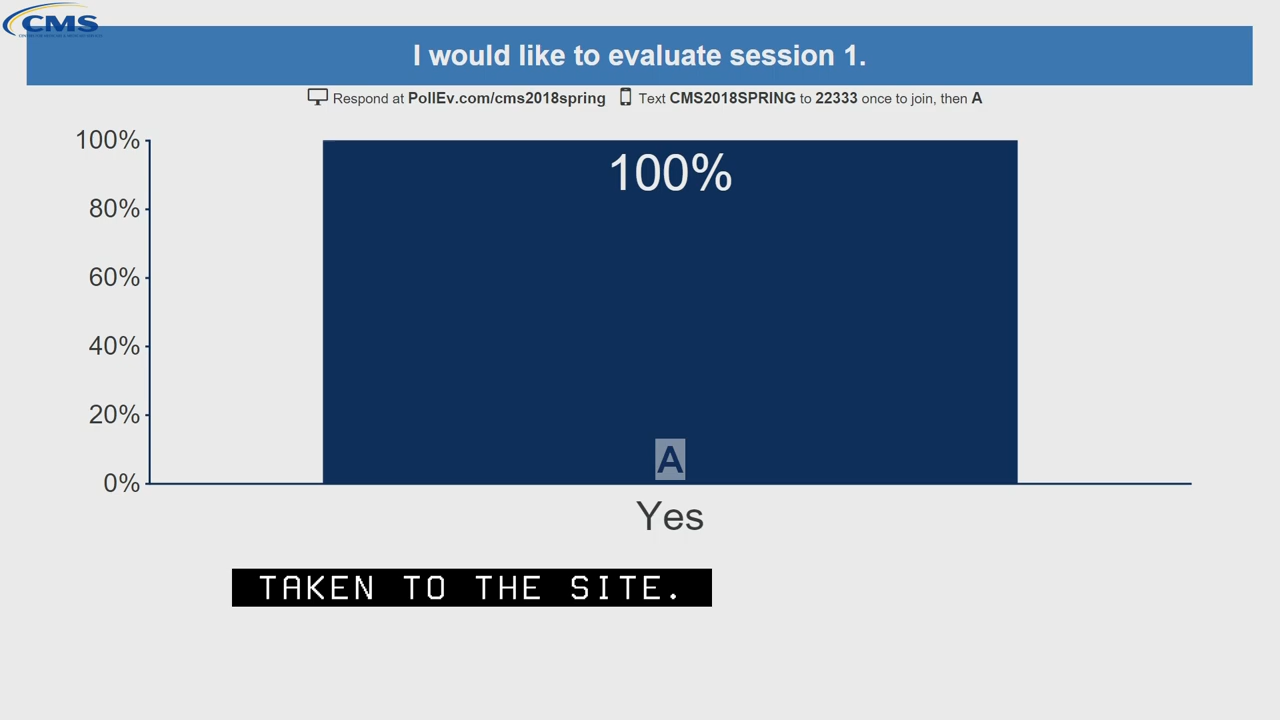 CMS
I would like to evaluate session 1.
Respond at PollEv.com/cms2018spring Text CMS2018SPRING to 22333 once to join, then A
100%
80%
60%
40%
20%
0%
100%
A
Yes
TAKEN TO THE SITE.